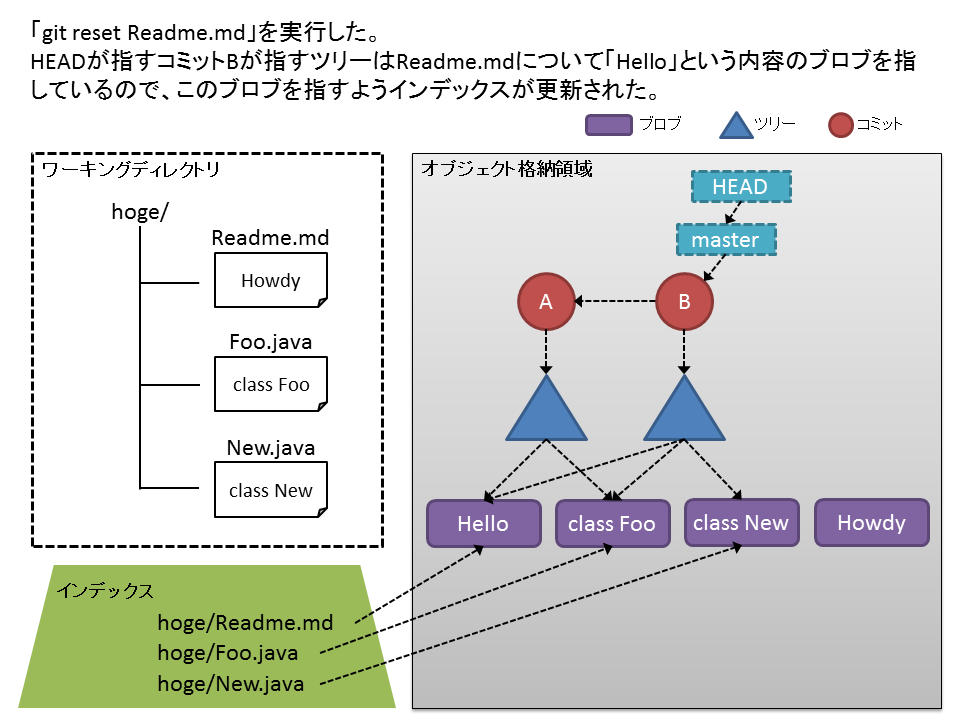 「git reset Readme.md」を実行した。
HEADが指すコミットBが指すツリーはReadme.mdについて「Hello」という内容のブロブを指
しているので、このブロブを指すようインデックスが更新された。
ブロブ
ツリー
コミット
ワーキングディレクトリ
hoge/
Readme.md
Howdy
Foo.java
class Foo
New.java
class New
オブジェクト格納領域
HEAD
master
A
B
Hello
class Foo
class New
Howdy
インデックス
hoge/Readme.md
hoge/Foo.java
hoge/New.java